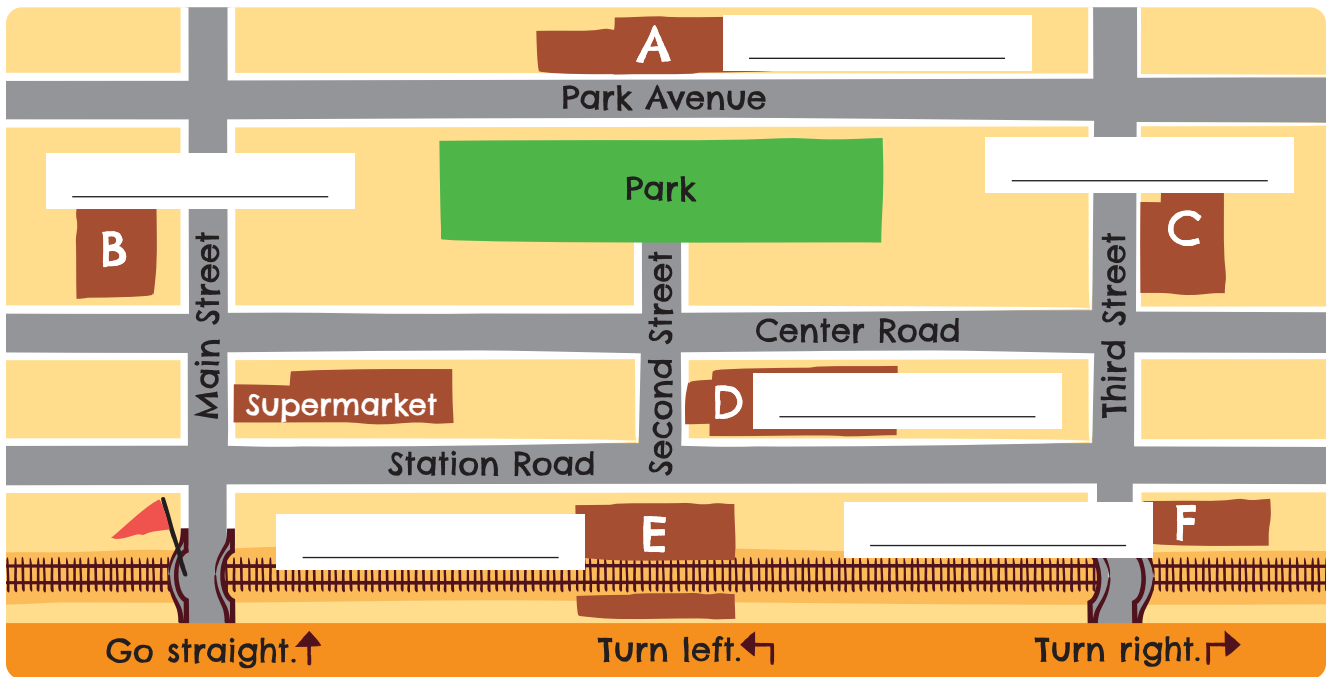 A
Park Avenue
Park
B
C
Main Street
Second Street
Third Street
Center Road
Supermarket
D
Station Road
E
F
Go straight.
Turn left.
Turn right.